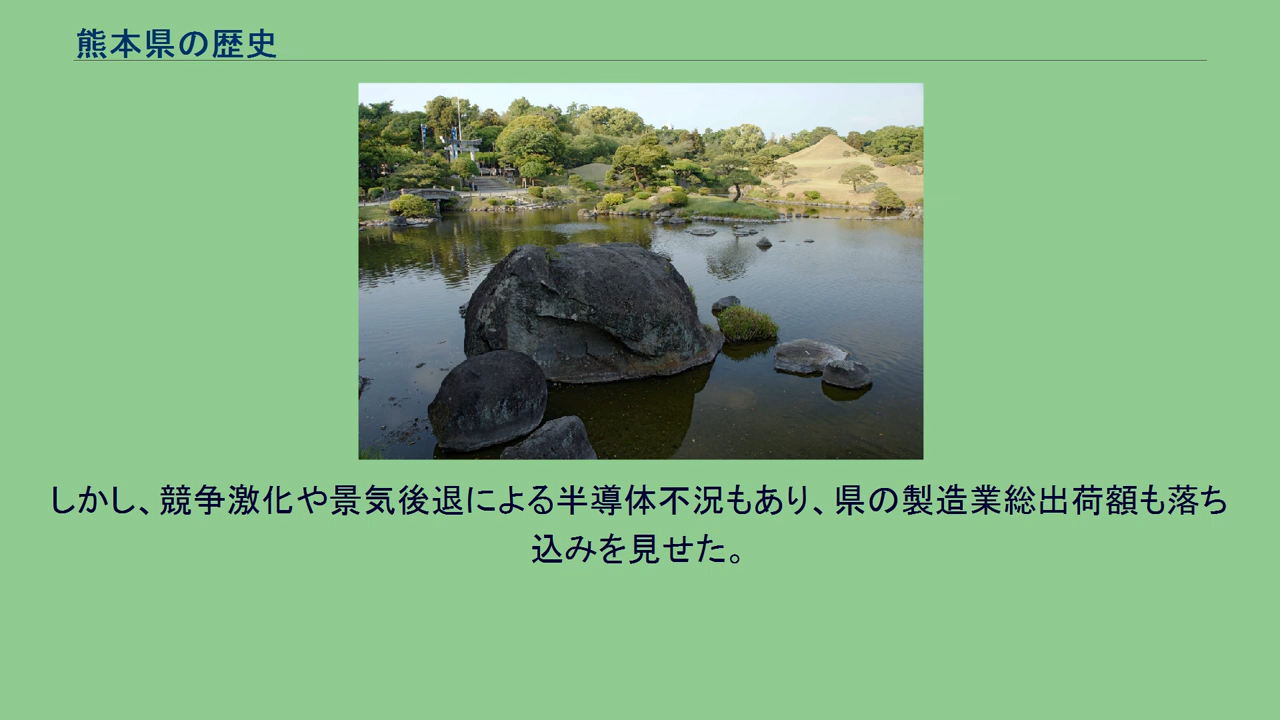 熊本県の歴史
しかし、競争激化や景気後退による半導体不況もあり、県の製造業総出荷額も落ち
込みを見せた。